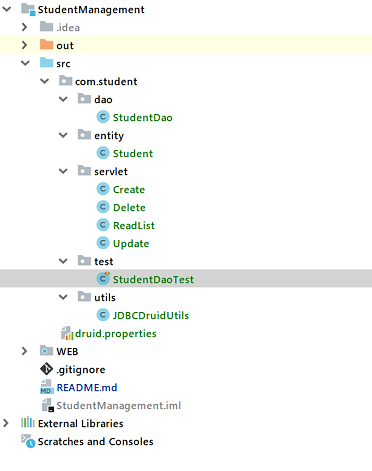 StudentManagement
.idea
out
src
com.student
dao
StudentDao
entity
Student
servlet
Create
Delete
ReadList
Update
test
StudentDaoTest
utils
JDBCDruidUtils
druid.properties
WEB
.gitignore
README.md
StudentManagement.iml
External Libraries
Scratches and Consoles